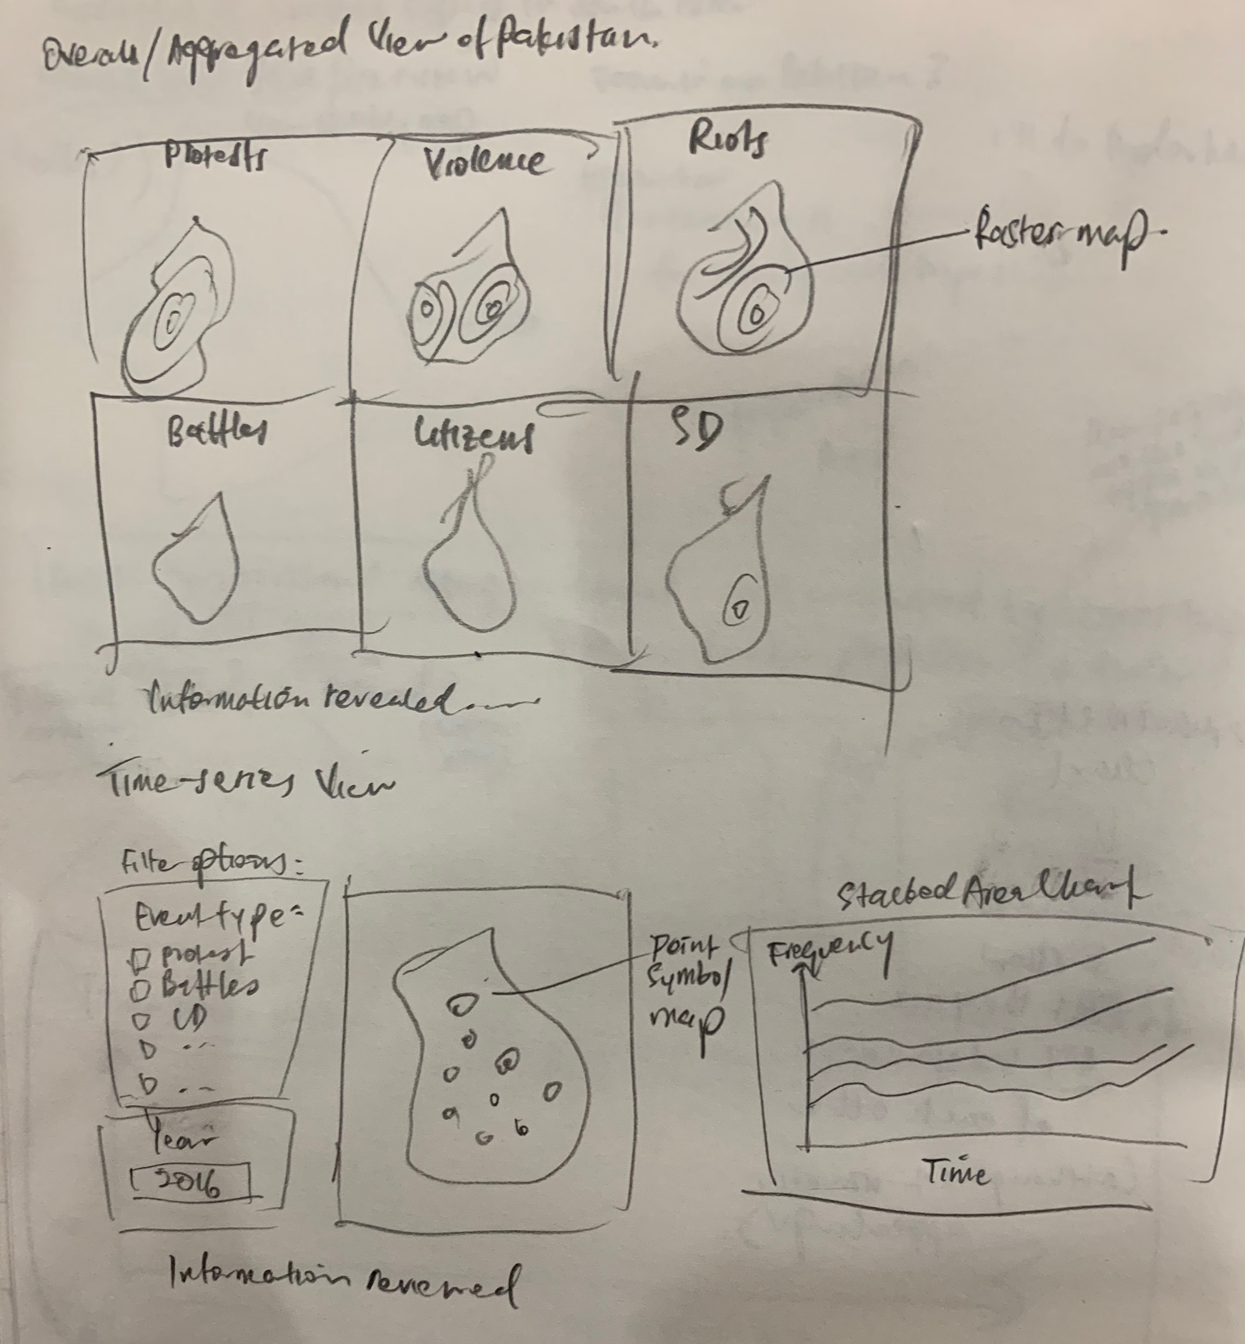 Overall/Aggregated View of Pakistan.
Protests
Violence
Riots
Raster map.
Battles
Citizens
SD
Information revealed.....
Time-series View
Filter options:
Event type:
Protest
Battles
CD
..
..
Year
2016
Point
Symbol
map
Stacked Area Chart
Frequency
Time
Information reviewed